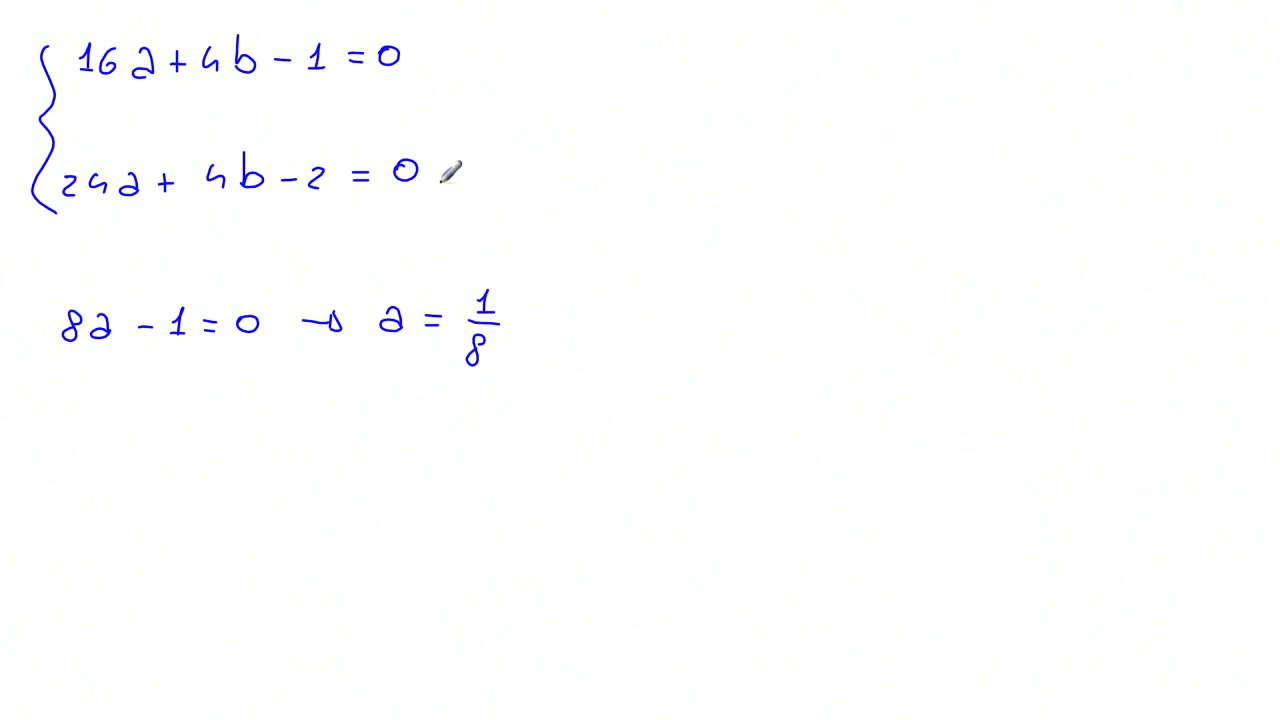 16a + 4b - 1 = 0
24a + 4b - 2 = 0
8a - 1 = 0 → a = 1/8